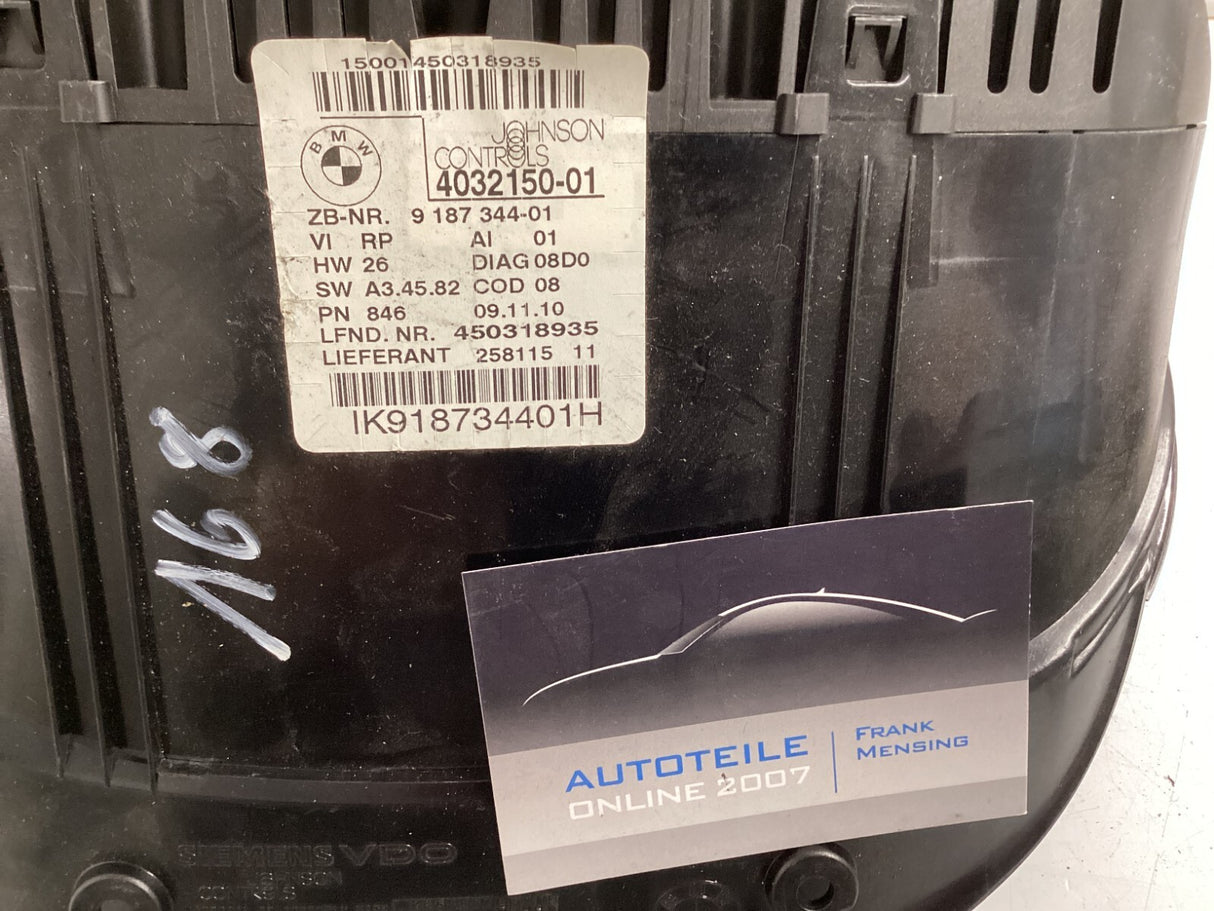 15001450318935
BMW
JOHNSON
CONTROLS
4032150-01
ZB-NR. 9 187 344-01
VI RP AI 01
HW 26 DIAG 08D0
SW A3.45.82 COD 08
PN 846 09.11.10
LFND. NR. 450318935
LIEFERANT 258115 11
IK918734401H
168
AUTOTEILE
ONLINE 2007
FRANK
MENSING
SIEMENS VDO
JOHNSON
CONTROLS